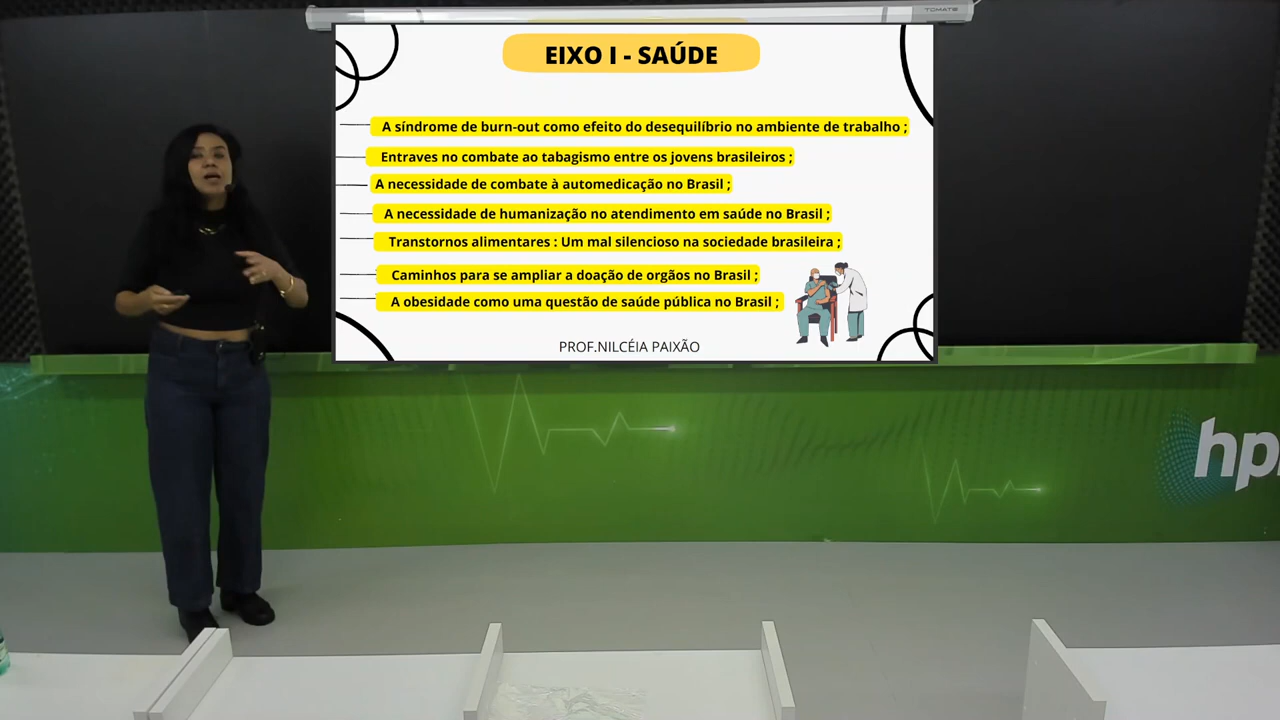 TOMATE
EIXO I - SAÚDE
A síndrome de burn-out como efeito do desequilíbrio no ambiente de trabalho ;
Entraves no combate ao tabagismo entre os jovens brasileiros ;
A necessidade de combate à automedicação no Brasil ;
A necessidade de humanização no atendimento em saúde no Brasil ;
Transtornos alimentares : Um mal silencioso na sociedade brasileira ;
Caminhos para se ampliar a doação de orgãos no Brasil ;
A obesidade como uma questão de saúde pública no Brasil ;
PROF.NILCÉIA PAIXÃO
hp